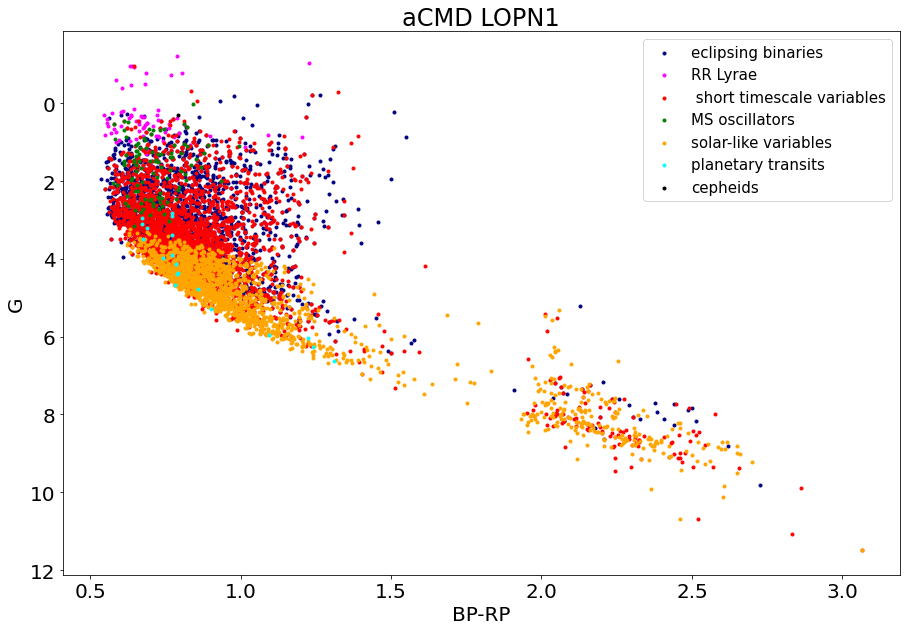 aCMD LOPN1
eclipsing binaries
RR Lyrae
short timescale variables
MS oscillators
solar-like variables
planetary transits
cepheids
0
2
4
6
8
10
12
G
0.5 1.0 1.5 2.0 2.5 3.0
BP-RP